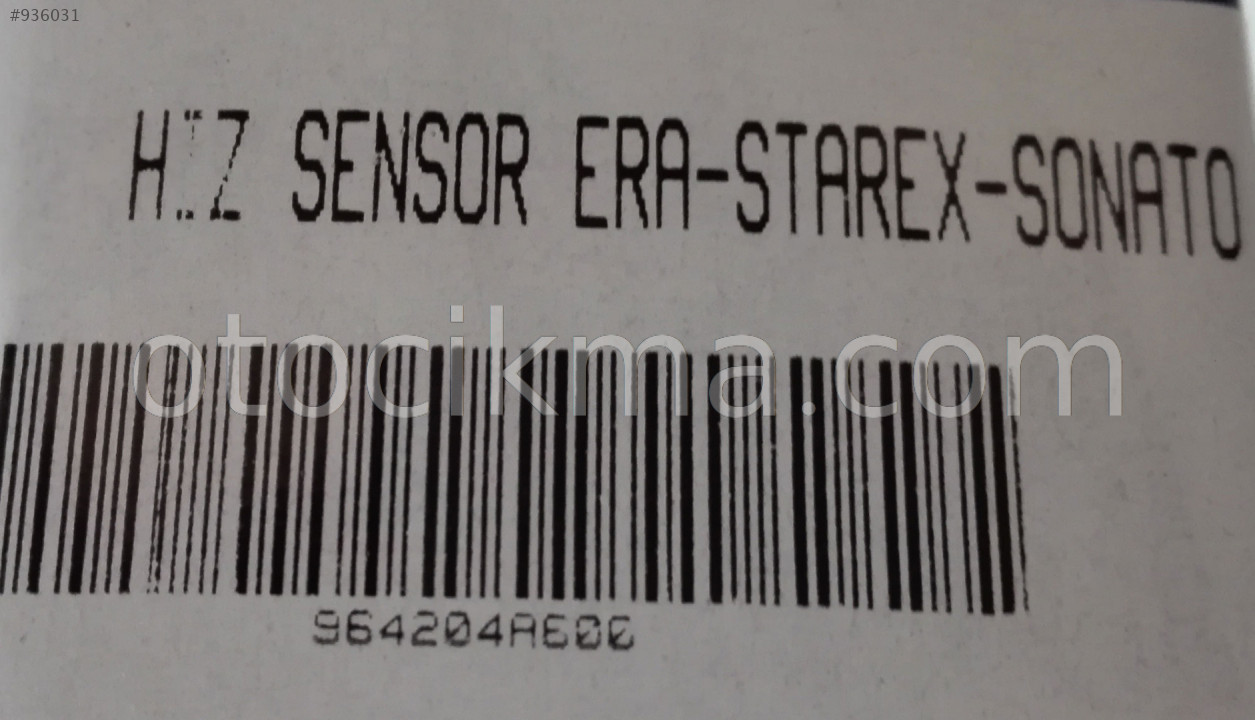 #936031
HIZ SENSOR ERA-STAREX-SONATO
otocikma.com
964204A600